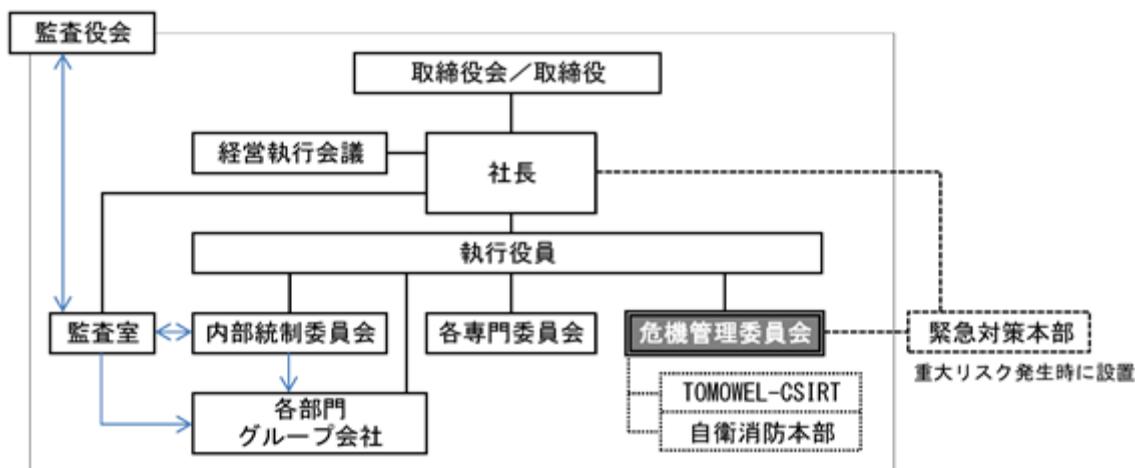 監査役会
取締役会／取締役
経営執行会議
社長
執行役員
監査室
内部統制委員会
各専門委員会
危機管理委員会
緊急対策本部
重大リスク発生時に設置
TOMOWEL-CSIRT
自衛消防本部
各部門
グループ会社